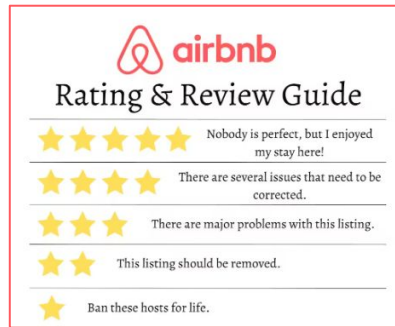 airbnb
Rating & Review Guide
Nobody is perfect, but I enjoyed
my stay here!
There are several issues that need to be
corrected.
There are major problems with this listing.
This listing should be removed.
Ban these hosts for life.